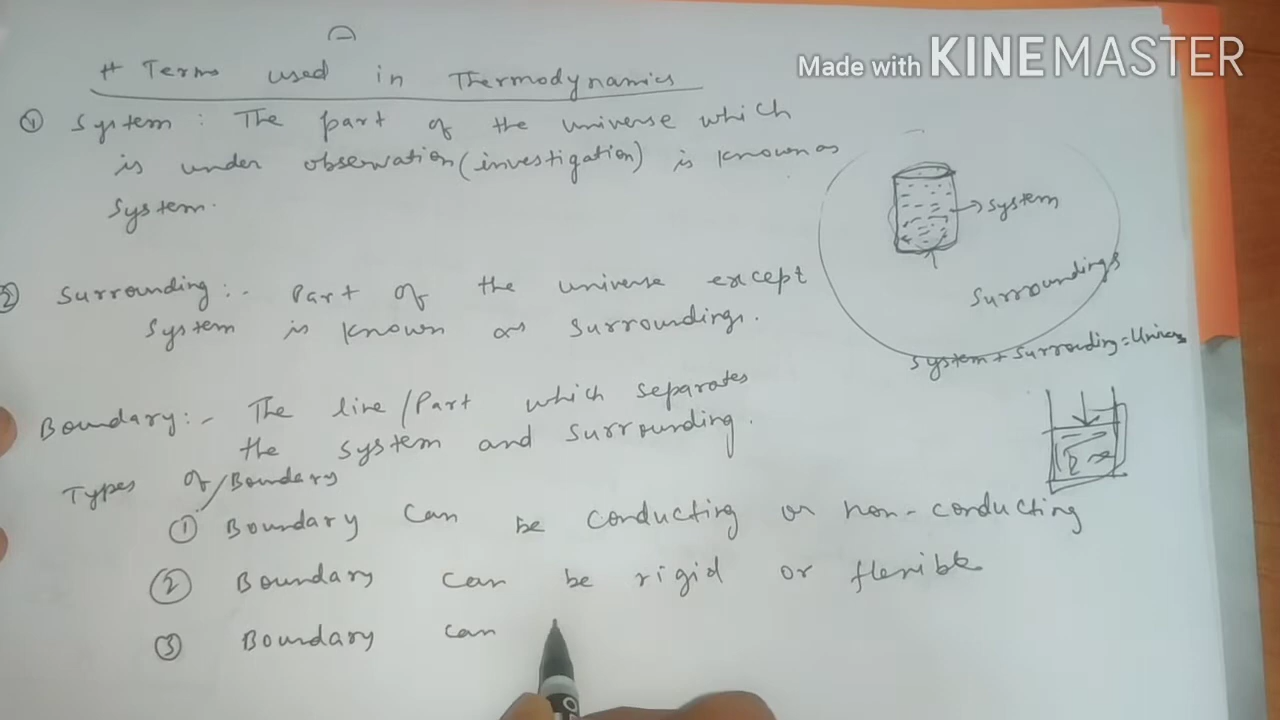 Made with KINEMASTER
# Terms used in Thermodynamics
① System : The part of the universe which
is under observation (investigation) is known as
System.
→ System
Surroundings
② Surrounding :- Part of the universe except
System is known as surroundings.
System + Surrounding = Univers
Boundary :- The line/Part which separates
the system and surrounding.
Types of Boundary
① Boundary can be conducting or non-conducting
② Boundary can be rigid or flexible
③ Boundary can